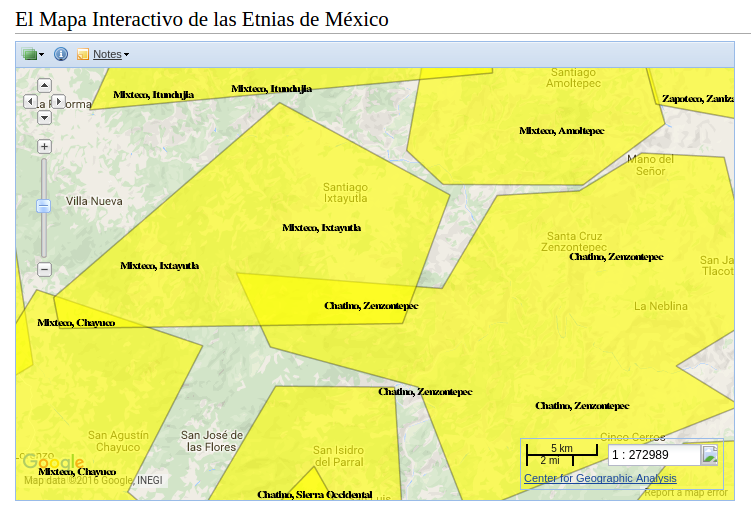 El Mapa Interactivo de las Etnias de México
Notes
Santiago
Amoltepec
Mixteco, Itundujia
Mixteco, Itundujia
Zapoteco, Zaniza
La Reforma
Mixteco, Amoltepec
Mano del
Señor
Santiago
Ixtayutla
Villa Nueva
Mixteco, Ixtayutla
Santa Cruz
Zenzontepec
Chatino, Zenzontepec
Mixteco, Ixtayutla
San Ja
Tlacot
Chatino, Zenzontepec
La Neblina
Mixteco, Chayuco
Chatino, Zenzontepec
Chatino, Zenzontepec
San Agustín
Chayuco
San José de
las Flores
Cinco Cerros
5 km
2 mi
1 : 272989
San Isidro
del Parral
Lorenzo
Google
Mixteco, Chayuco
Map data ©2016 Google, INEGI
Center for Geographic Analysis
Chatino, Sierra Occidental
Luis
Report a map error